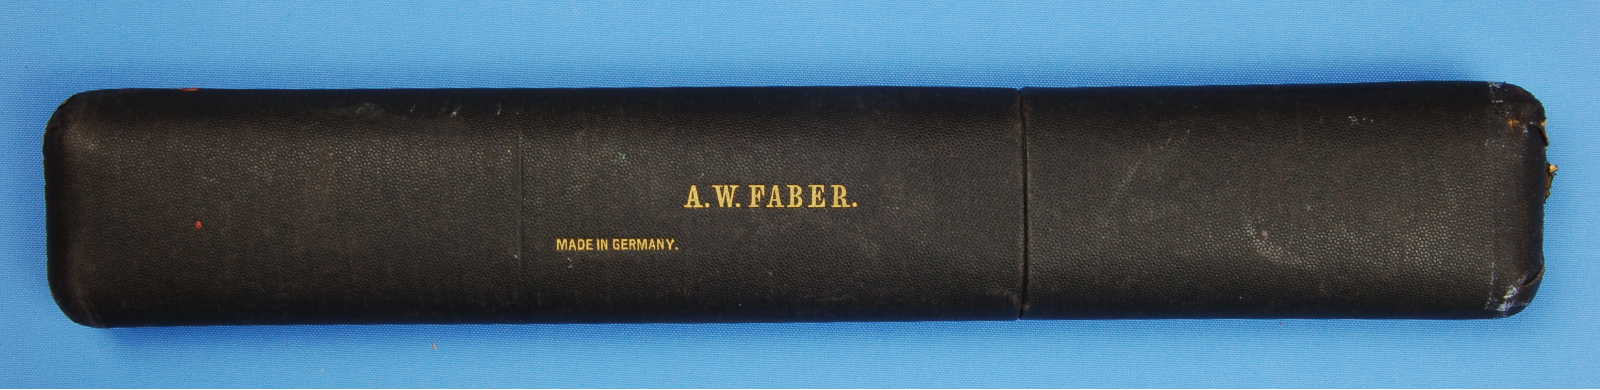 A. W. FABER.
MADE IN GERMANY.